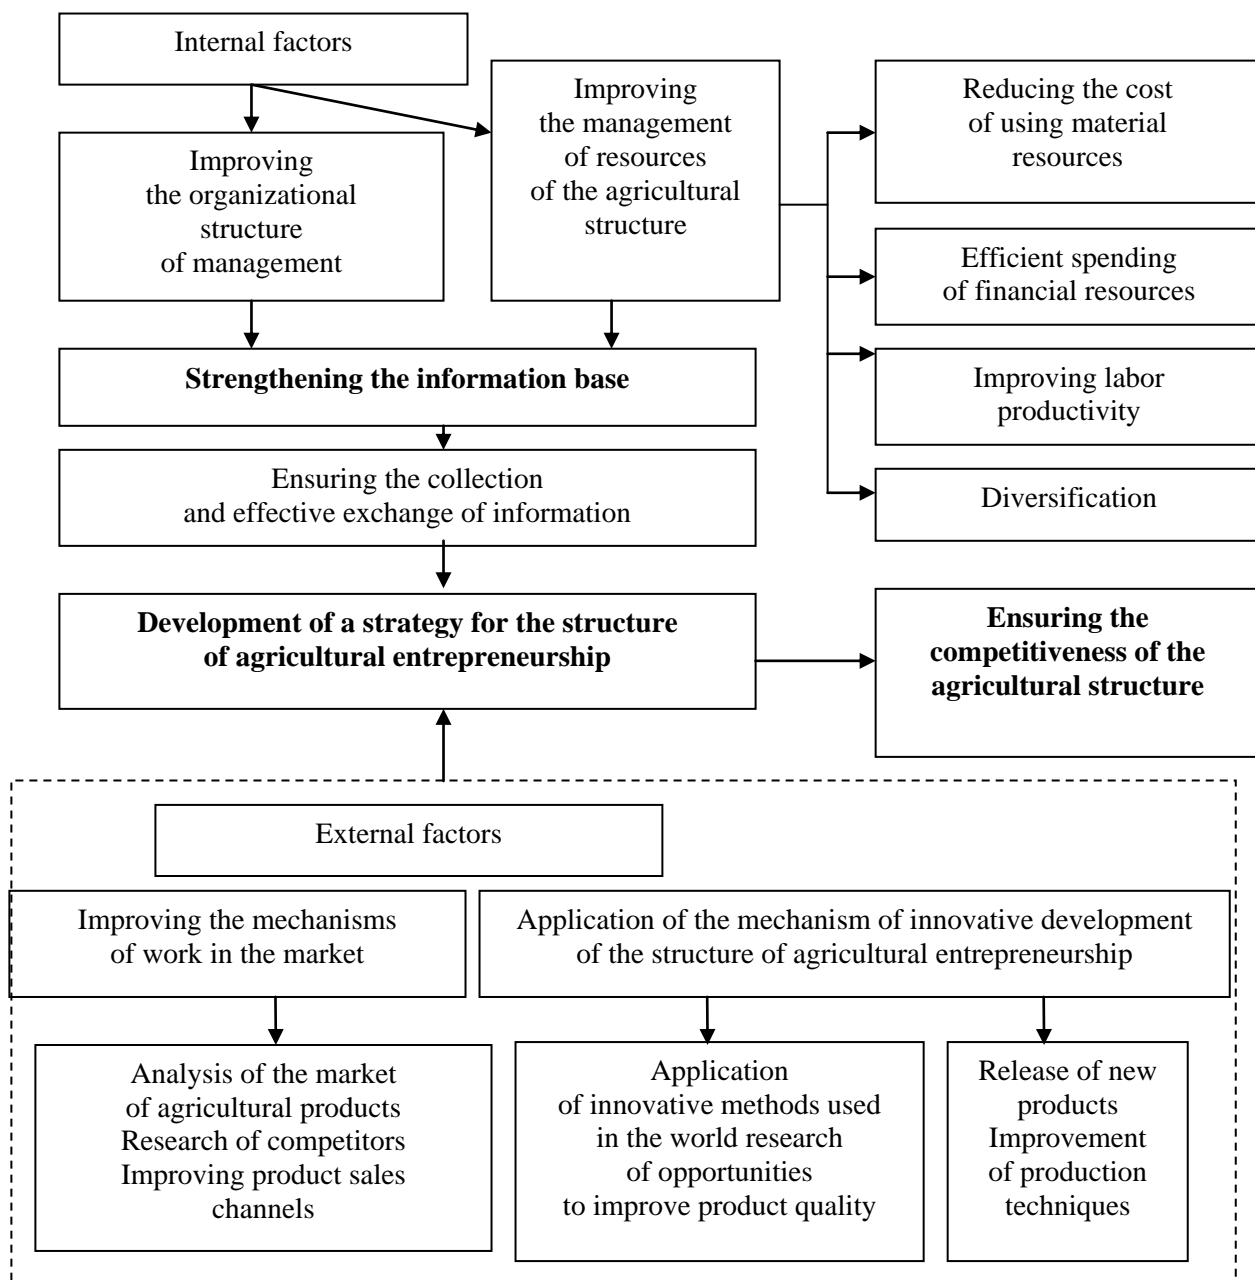 Internal factors
Improving
the organizational
structure
of management
Improving
the management
of resources
of the agricultural
structure
Reducing the cost
of using material
resources
Efficient spending
of financial resources
Improving labor
productivity
Diversification
Strengthening the information base
Ensuring the collection
and effective exchange of information
Development of a strategy for the structure
of agricultural entrepreneurship
Ensuring the
competitiveness of the
agricultural structure
External factors
Improving the mechanisms
of work in the market
Application of the mechanism of innovative development
of the structure of agricultural entrepreneurship
Analysis of the market
of agricultural products
Research of competitors
Improving product sales
channels
Application
of innovative methods used
in the world research
of opportunities
to improve product quality
Release of new
products
Improvement
of production
techniques